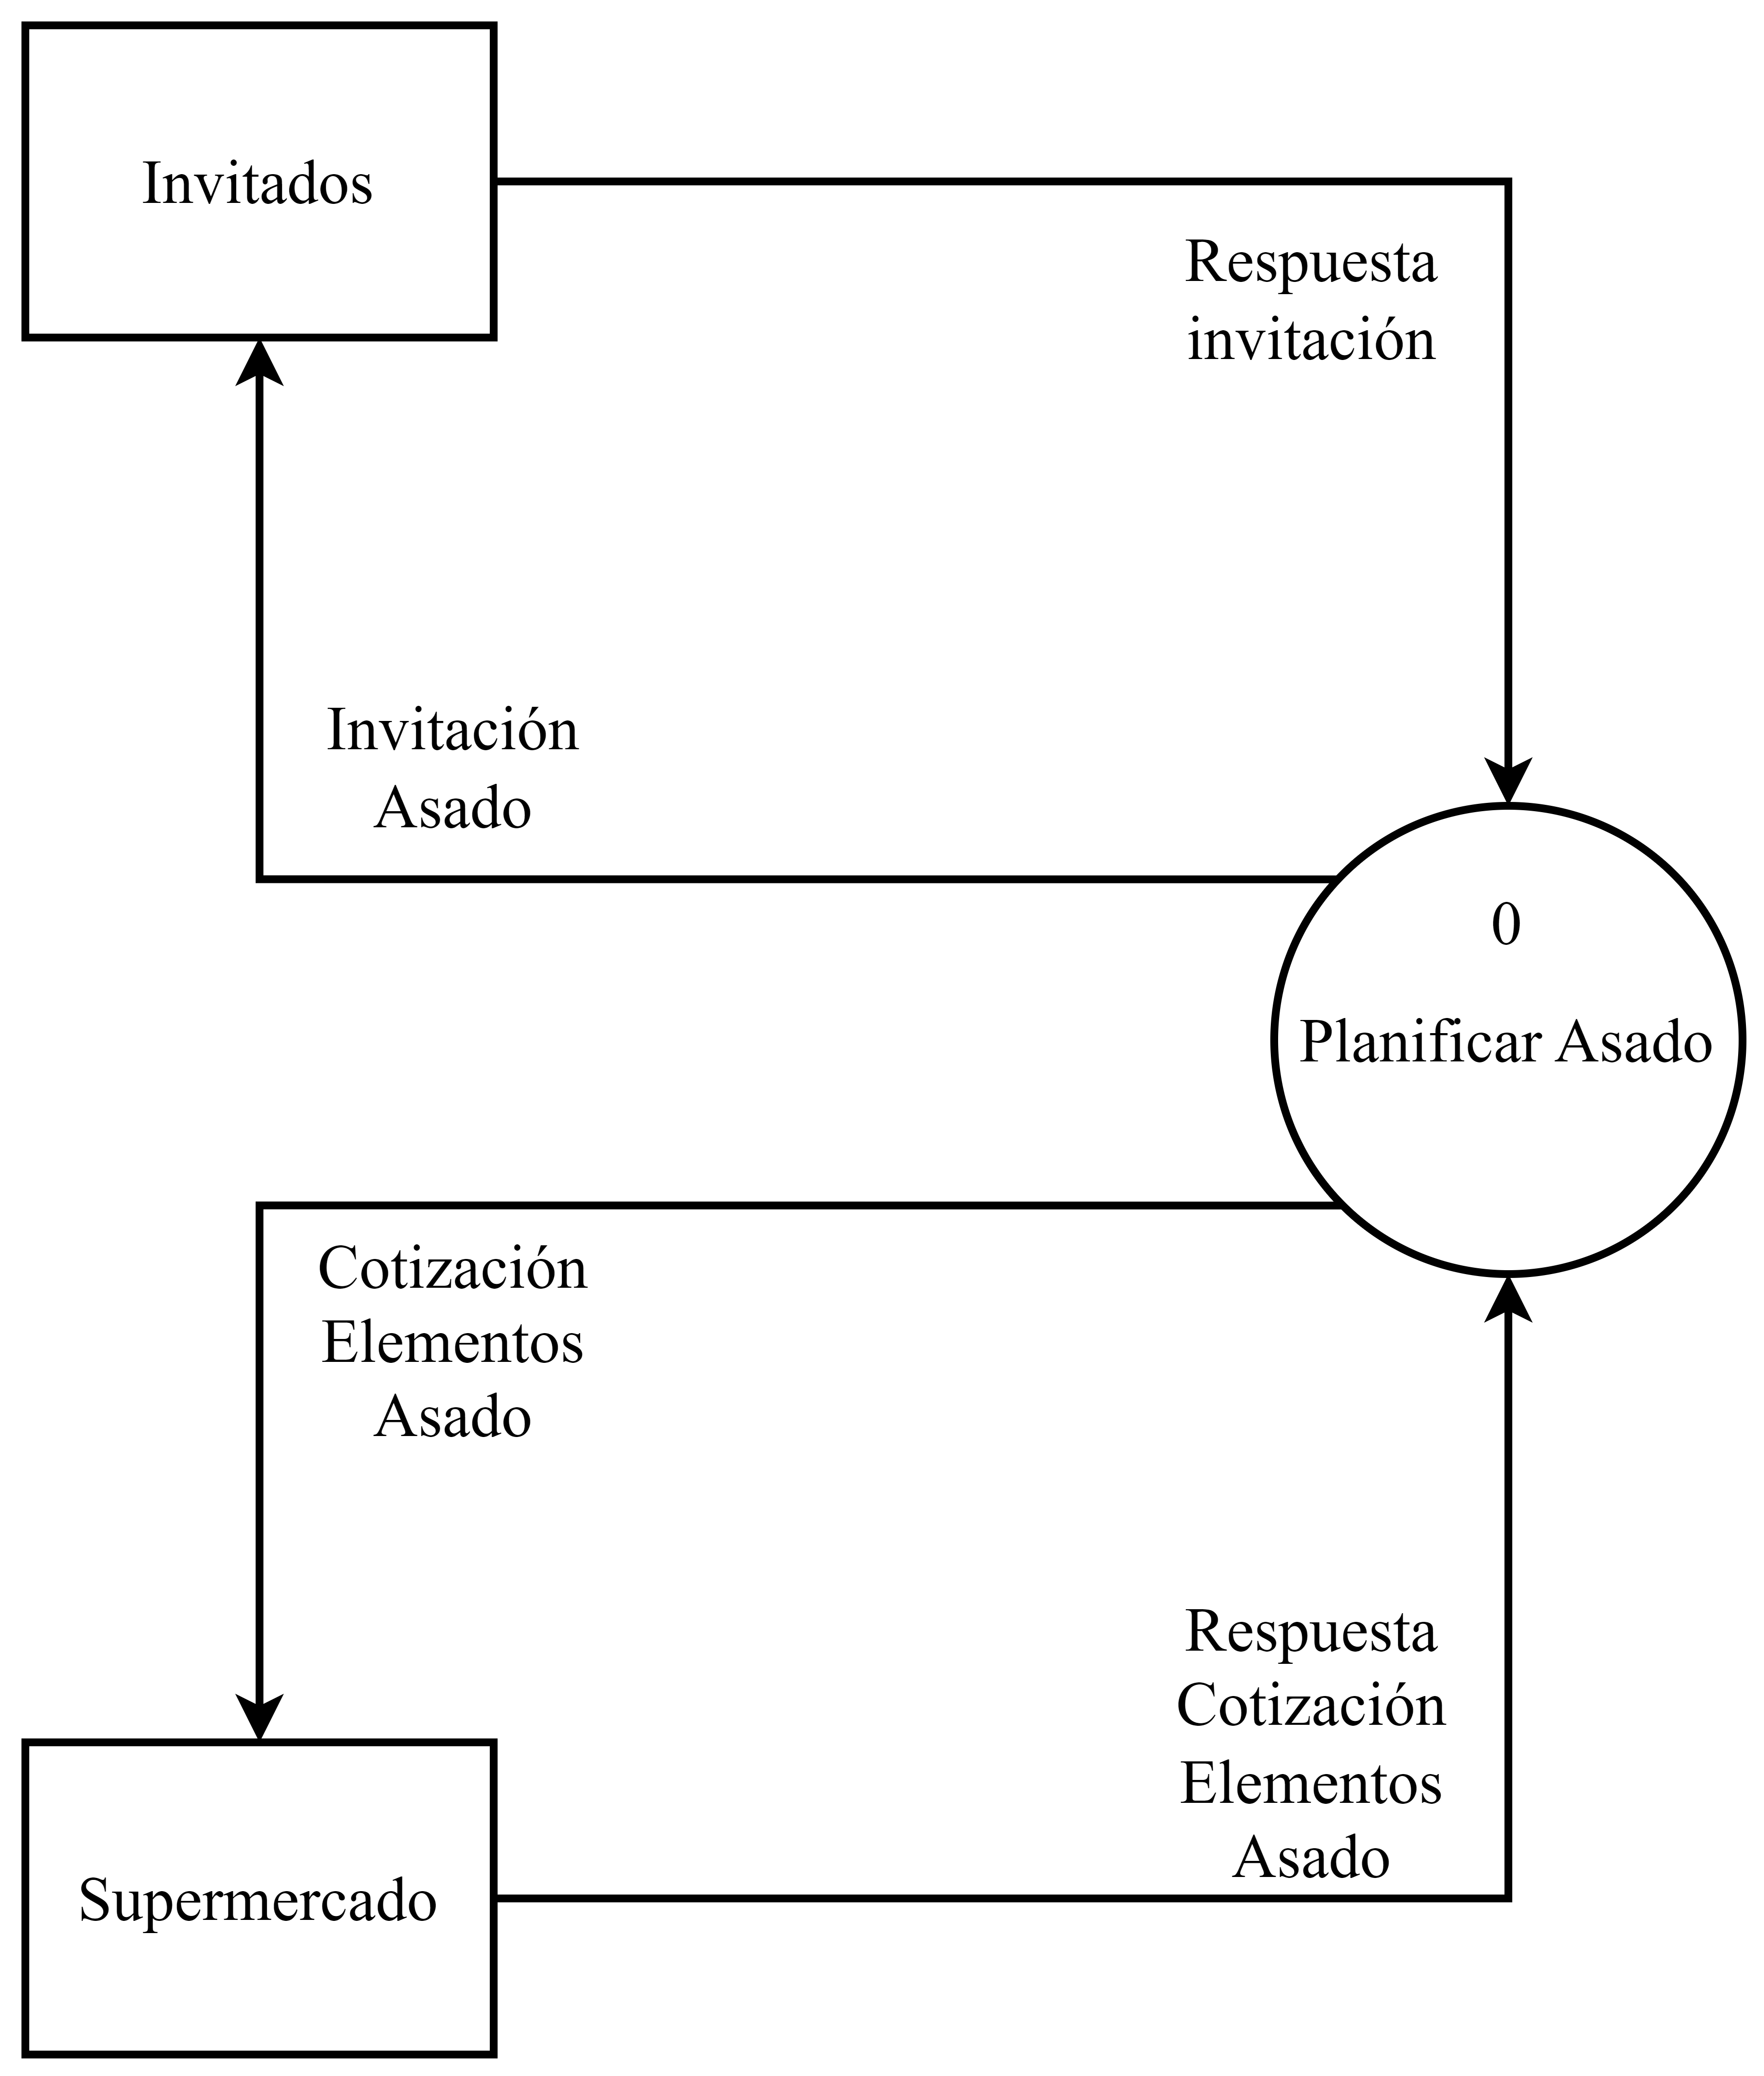 Invitados
Respuesta
invitación
Invitación
Asado
0
Planificar Asado
Cotización
Elementos
Asado
Respuesta
Cotización
Elementos
Asado
Supermercado